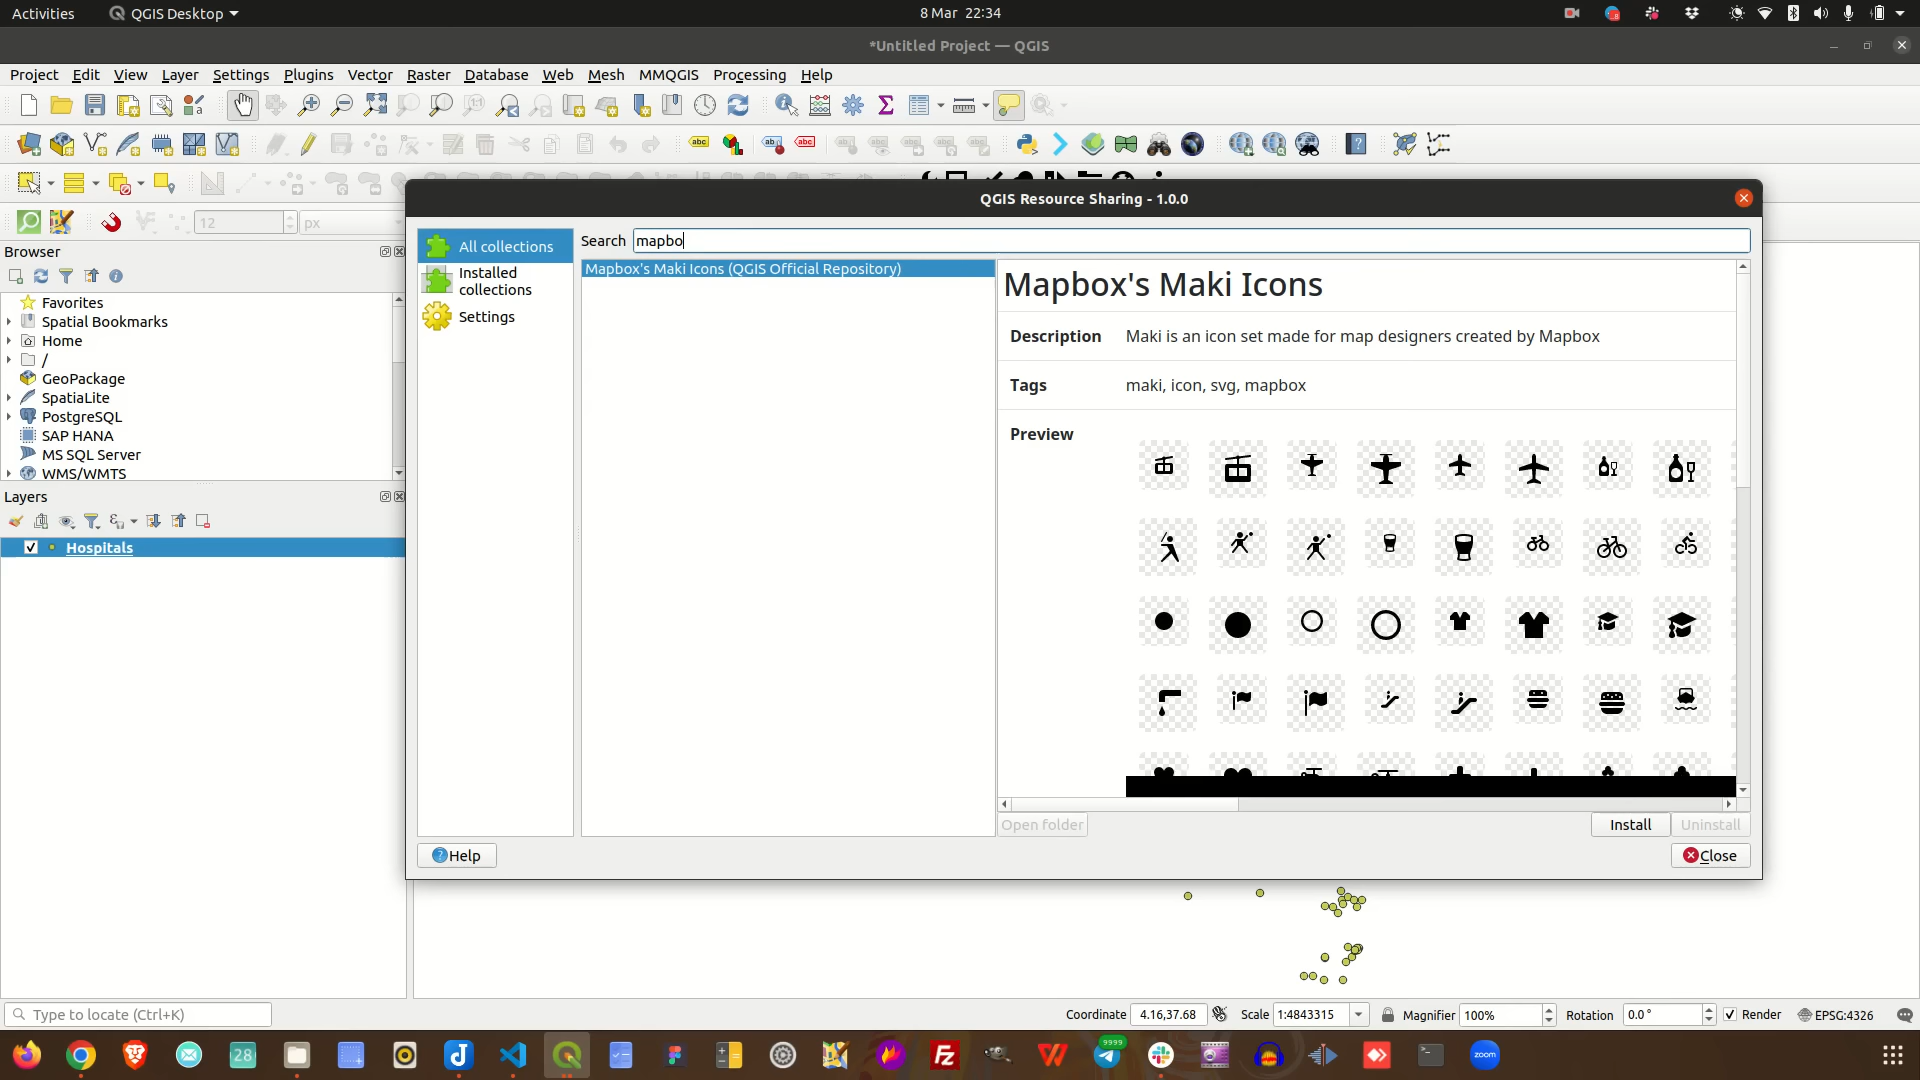 Activities
QGIS Desktop
8 Mar 22:34
*Untitled Project — QGIS
Project Edit View Layer Settings Plugins Vector Raster Database Web Mesh MMQGIS Processing Help
12
px
QGIS Resource Sharing - 1.0.0
All collections
Installed
collections
Settings
Search
mapbo
Mapbox's Maki Icons (QGIS Official Repository)
Mapbox's Maki Icons
Description
Maki is an icon set made for map designers created by Mapbox
Tags
maki, icon, svg, mapbox
Preview
Open folder
Install
Uninstall
Help
Close
Browser
Favorites
Spatial Bookmarks
Home
/
GeoPackage
SpatiaLite
PostgreSQL
SAP HANA
MS SQL Server
WMS/WMTS
Layers
Hospitals
Type to locate (Ctrl+K)
Coordinate
4.16,37.68
Scale
1:4843315
Magnifier
100%
Rotation
0.0 °
Render
EPSG:4326
28
9999
zoom